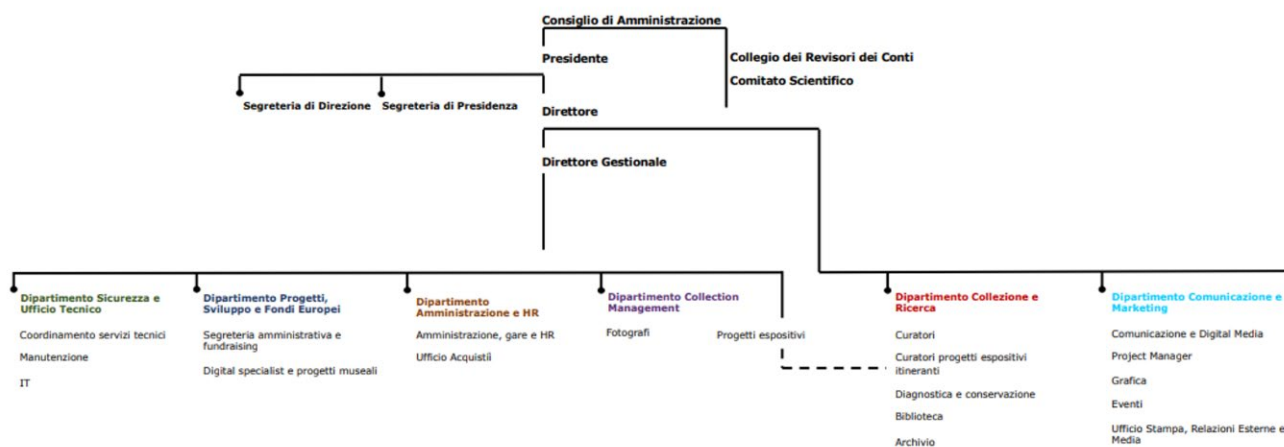 Consiglio di Amministrazione
Presidente
Collegio dei Revisori dei Conti
Comitato Scientifico
Segreteria di Direzione
Segreteria di Presidenza
Direttore
Direttore Gestionale
Dipartimento Sicurezza e
Ufficio Tecnico
Coordinamento servizi tecnici
Manutenzione
IT
Dipartimento Progetti,
Sviluppo e Fondi Europei
Segreteria amministrativa e
fundraising
Digital specialist e progetti museali
Dipartimento
Amministrazione e HR
Amministrazione, gare e HR
Ufficio Acquistii
Dipartimento Collection
Management
Fotografi
Progetti espositivi
Dipartimento Collezione e
Ricerca
Curatori
Curatori progetti espositivi
itineranti
Diagnostica e conservazione
Biblioteca
Archivio
Dipartimento Comunicazione e
Marketing
Comunicazione e Digital Media
Project Manager
Grafica
Eventi
Ufficio Stampa, Relazioni Esterne e
Media